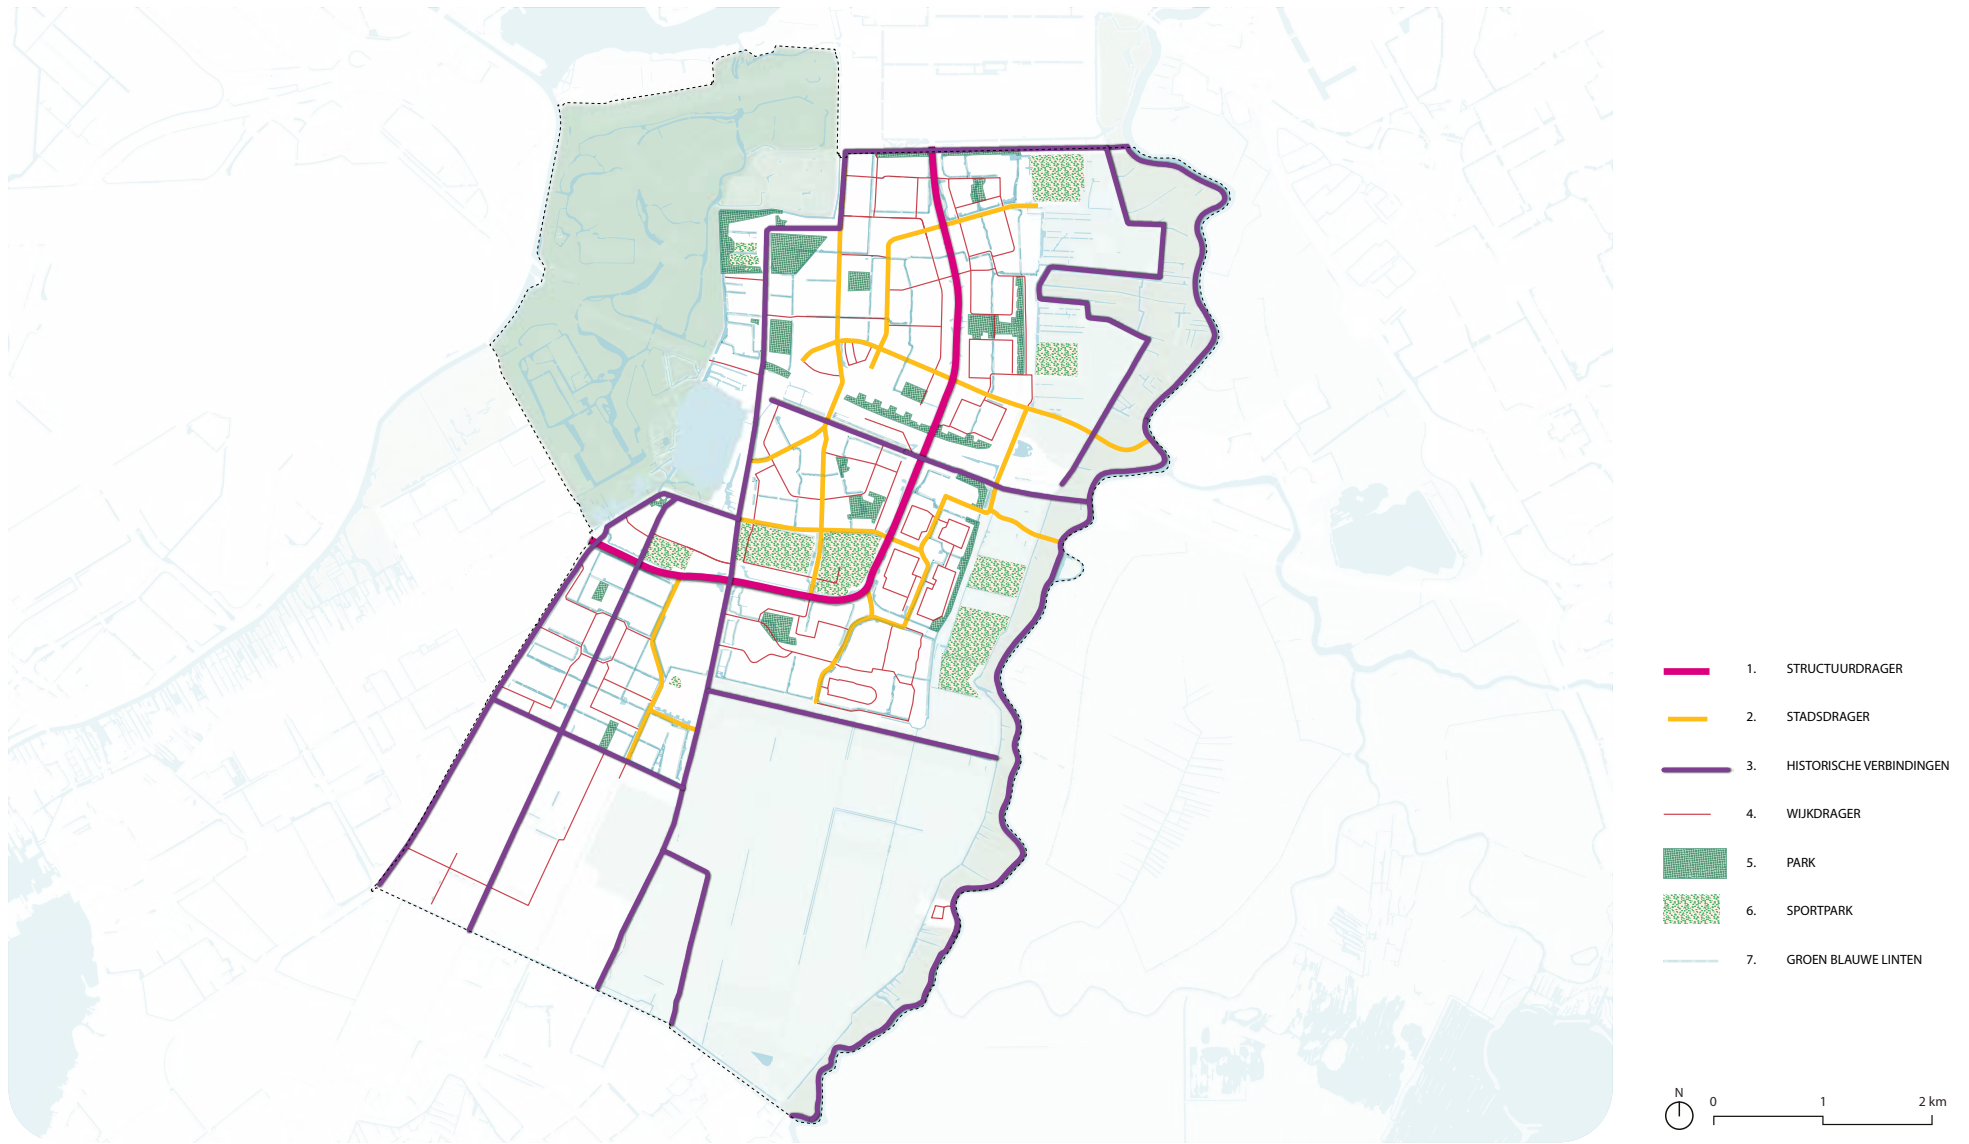 1. STRUCTUURDRAGER
2. STADSDRAGER
3. HISTORISCHE VERBINDINGEN
4. WIJKDRAGER
5. PARK
6. SPORTPARK
7. GROEN BLAUWE LINTEN
N 0 1 2 km